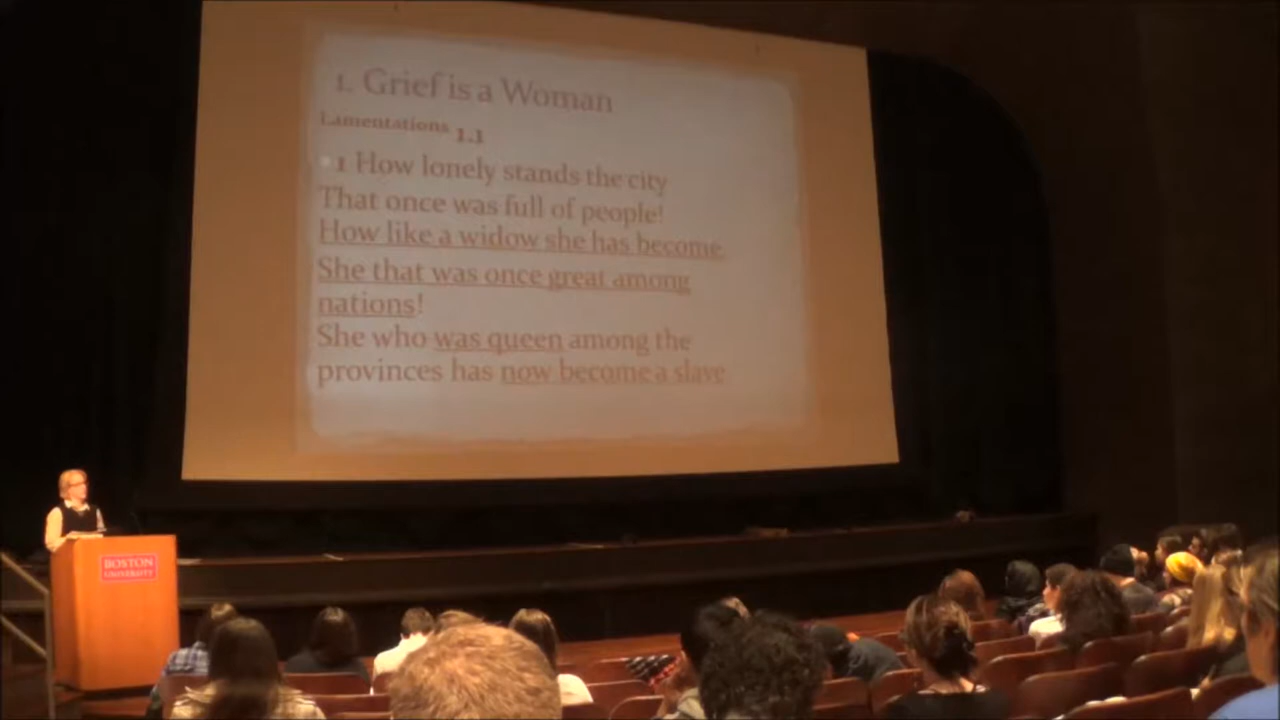 1. Grief is a Woman
Lamentations 1.1
1 How lonely stands the city
That once was full of people!
How like a widow she has become
She that was once great among
nations!
She who was queen among the
provinces has now become a slave
BOSTON
UNIVERSITY